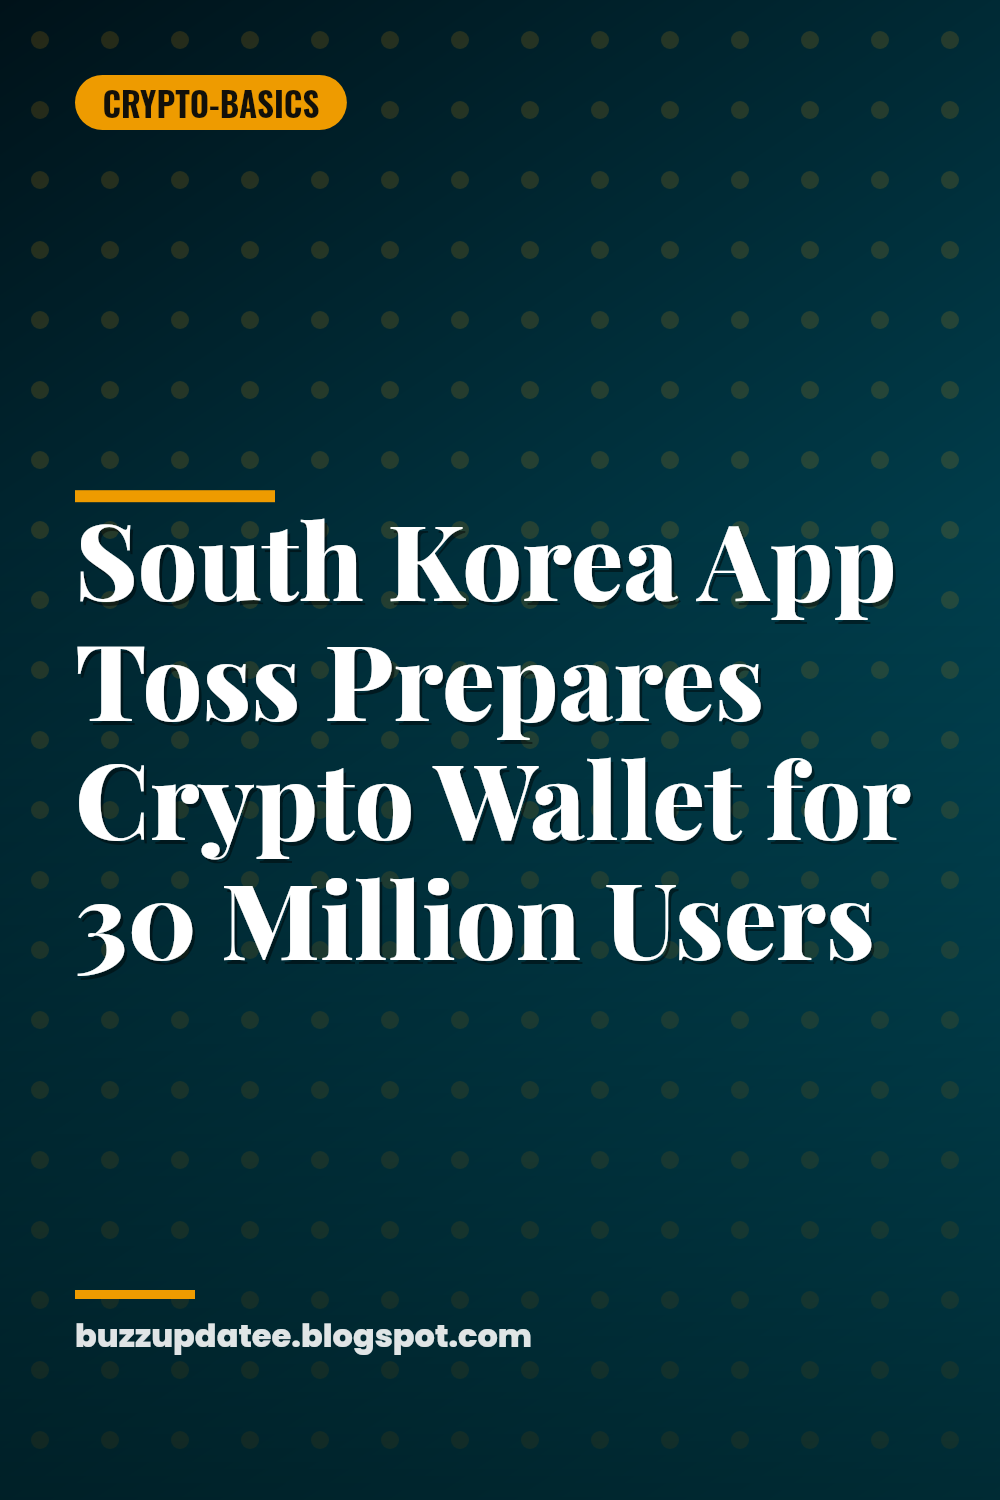 CRYPTO-BASICS
South Korea App
Toss Prepares
Crypto Wallet for
30 Million Users
buzzupdatee.blogspot.com